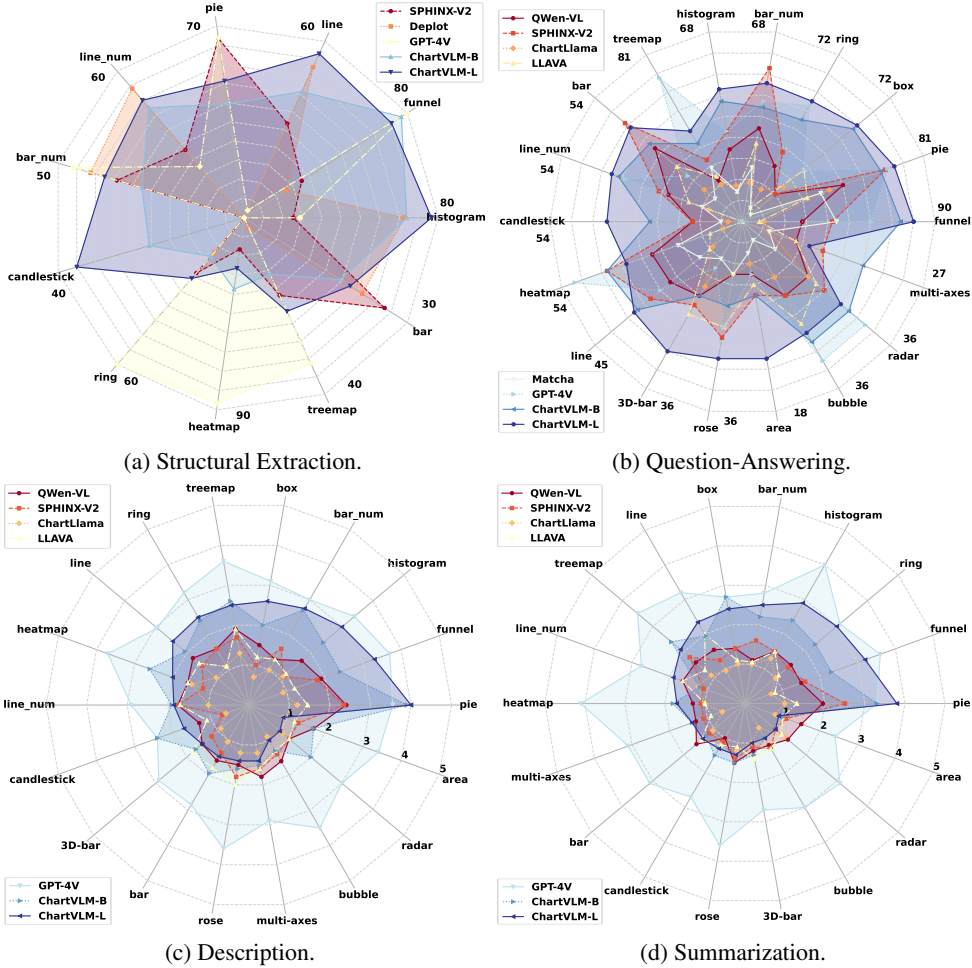 pie
70
60
line
SPHINX-V2
Deplot
GPT-4V
ChartVLM-B
ChartVLM-L
line_num
60
80
funnel
bar_num
50
80
histogram
candlestick
40
30
bar
ring
60
90
heatmap
40
treemap
(a) Structural Extraction.
histogram
68
bar_num
68
QWen-VL
SPHINX-V2
ChartLlama
LLAVA
treemap
81
72
ring
bar
54
72
box
line_num
54
81
pie
candlestick
54
90
funnel
heatmap
54
27
multi-axes
line
45
36
radar
3D-bar
36
36
bubble
rose
36
18
area
Matcha
GPT-4V
ChartVLM-B
ChartVLM-L
(b) Question-Answering.
QWen-VL
SPHINX-V2
ChartLlama
LLAVA
treemap
box
ring
bar_num
line
histogram
heatmap
funnel
line_num
pie
1
2
3
4
5
candlestick
area
3D-bar
radar
bar
bubble
rose
multi-axes
GPT-4V
ChartVLM-B
ChartVLM-L
(c) Description.
QWen-VL
SPHINX-V2
ChartLlama
LLAVA
box
bar_num
line
histogram
treemap
ring
line_num
funnel
heatmap
pie
1
2
3
4
5
multi-axes
area
bar
radar
candlestick
bubble
rose
3D-bar
GPT-4V
ChartVLM-B
ChartVLM-L
(d) Summarization.